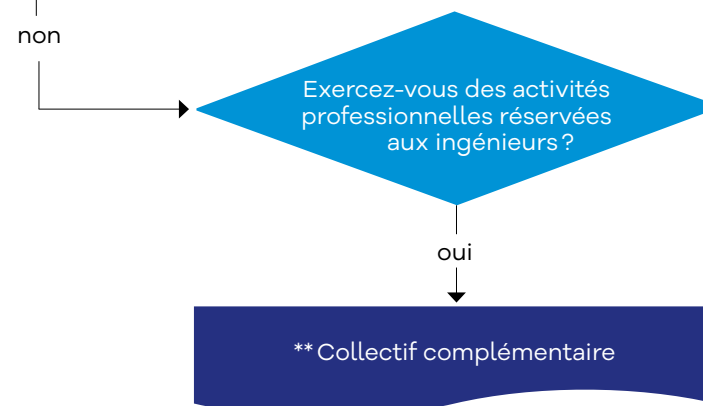 non
Exercez-vous des activités
professionnelles réservées
aux ingénieurs ?
oui
** Collectif complémentaire